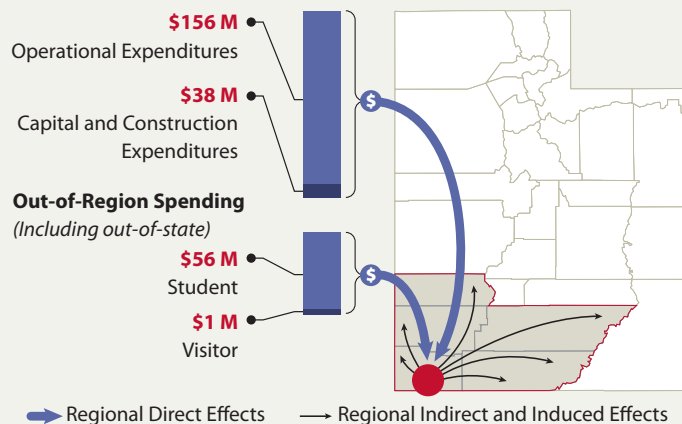 $156 M
Operational Expenditures
$38 M
Capital and Construction
Expenditures
Out-of-Region Spending
(Including out-of-state)
$56 M
Student
$1 M
Visitor
$
$
Regional Direct Effects
Regional Indirect and Induced Effects